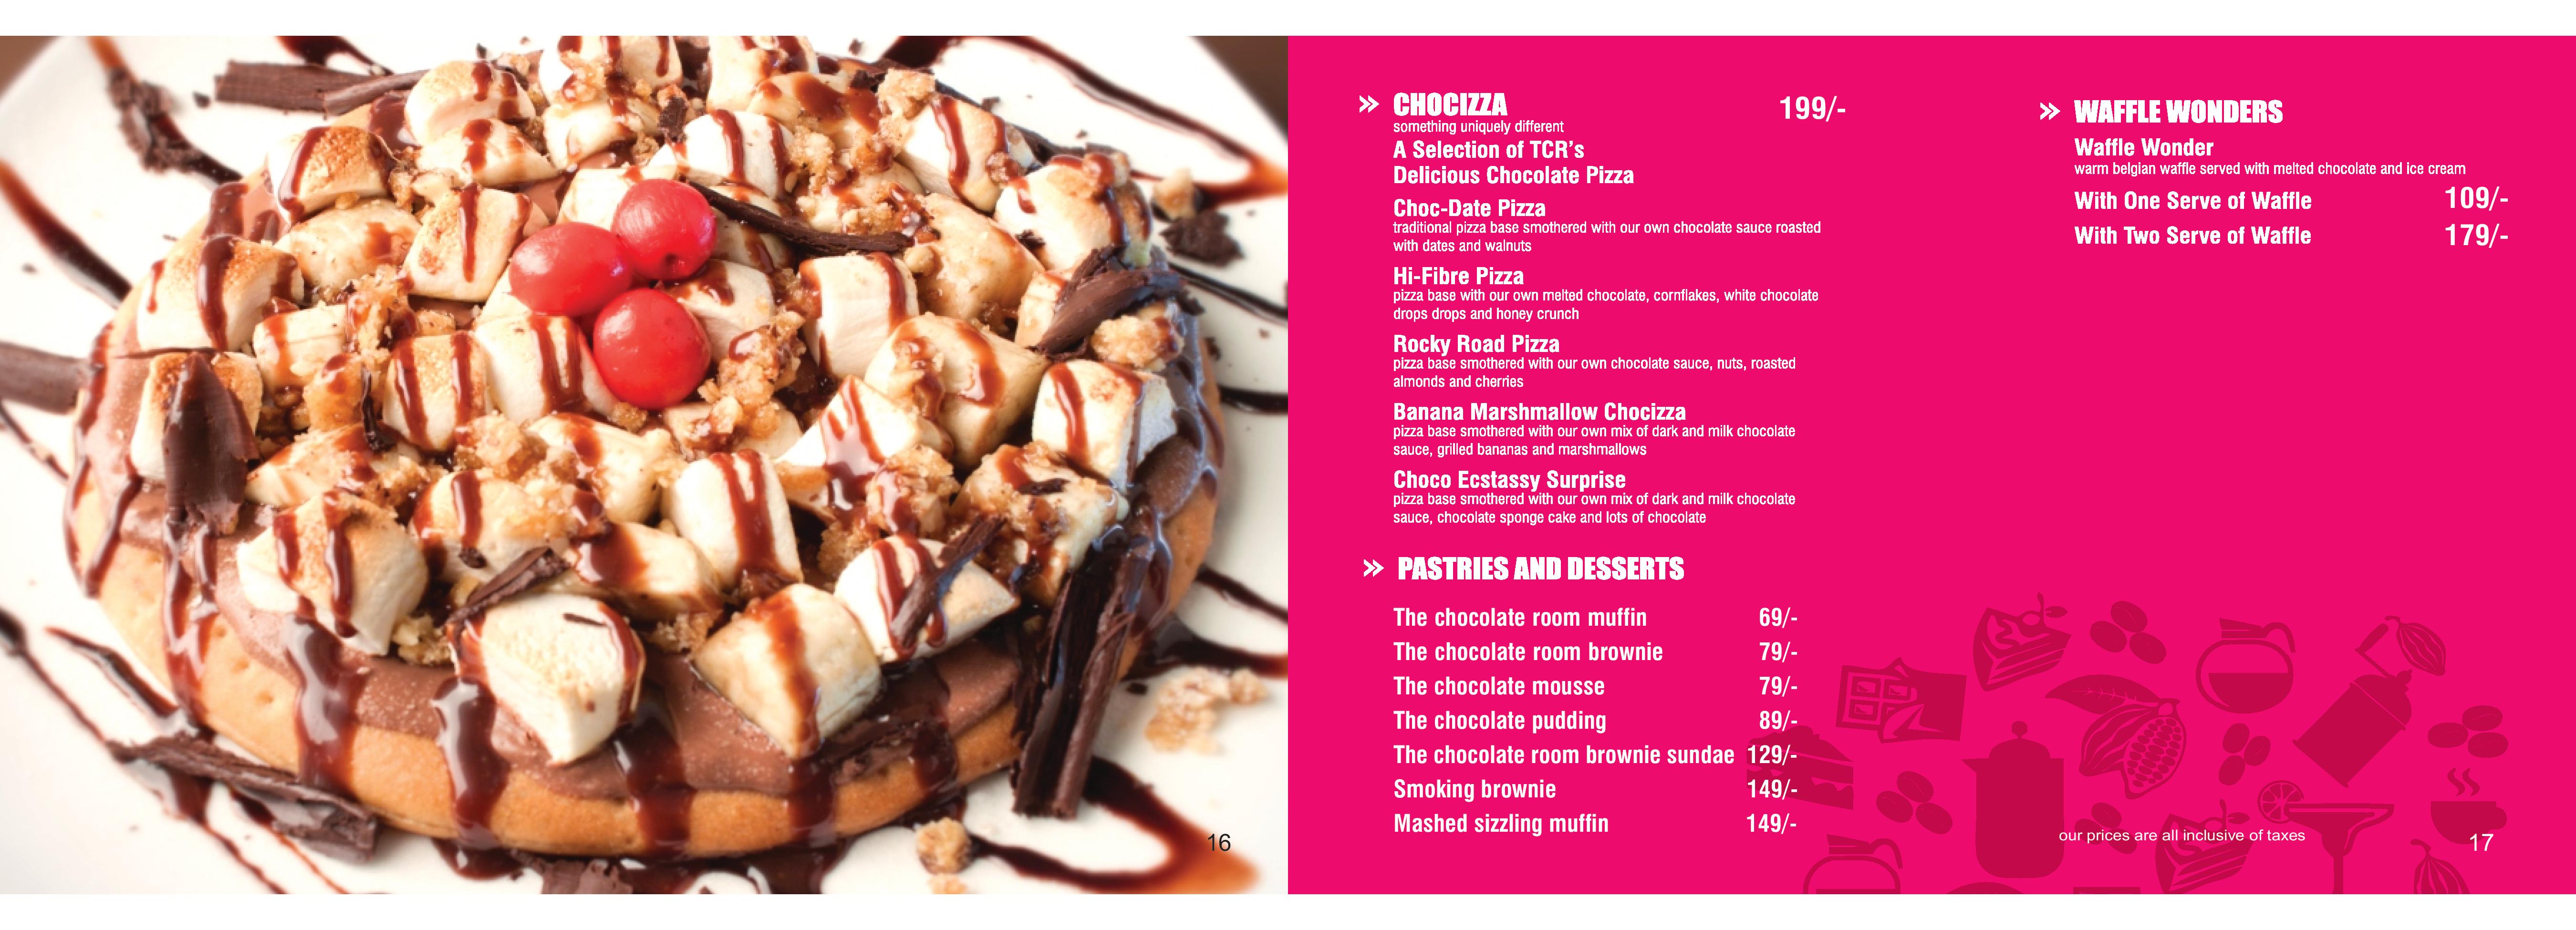 16
» CHOCIZZA 199/-
something uniquely different
A Selection of TCR's
Delicious Chocolate Pizza
Choc-Date Pizza
traditional pizza base smothered with our own chocolate sauce roasted
with dates and walnuts
Hi-Fibre Pizza
pizza base with our own melted chocolate, cornflakes, white chocolate
drops drops and honey crunch
Rocky Road Pizza
pizza base smothered with our own chocolate sauce, nuts, roasted
almonds and cherries
Banana Marshmallow Chocizza
pizza base smothered with our own mix of dark and milk chocolate
sauce, grilled bananas and marshmallows
Choco Ecstassy Surprise
pizza base smothered with our own mix of dark and milk chocolate
sauce, chocolate sponge cake and lots of chocolate
» PASTRIES AND DESSERTS
The chocolate room muffin 69/-
The chocolate room brownie 79/-
The chocolate mousse 79/-
The chocolate pudding 89/-
The chocolate room brownie sundae 129/-
Smoking brownie 149/-
Mashed sizzling muffin 149/-
» WAFFLE WONDERS
Waffle Wonder
warm belgian waffle served with melted chocolate and ice cream
With One Serve of Waffle 109/-
With Two Serve of Waffle 179/-
our prices are all inclusive of taxes
17